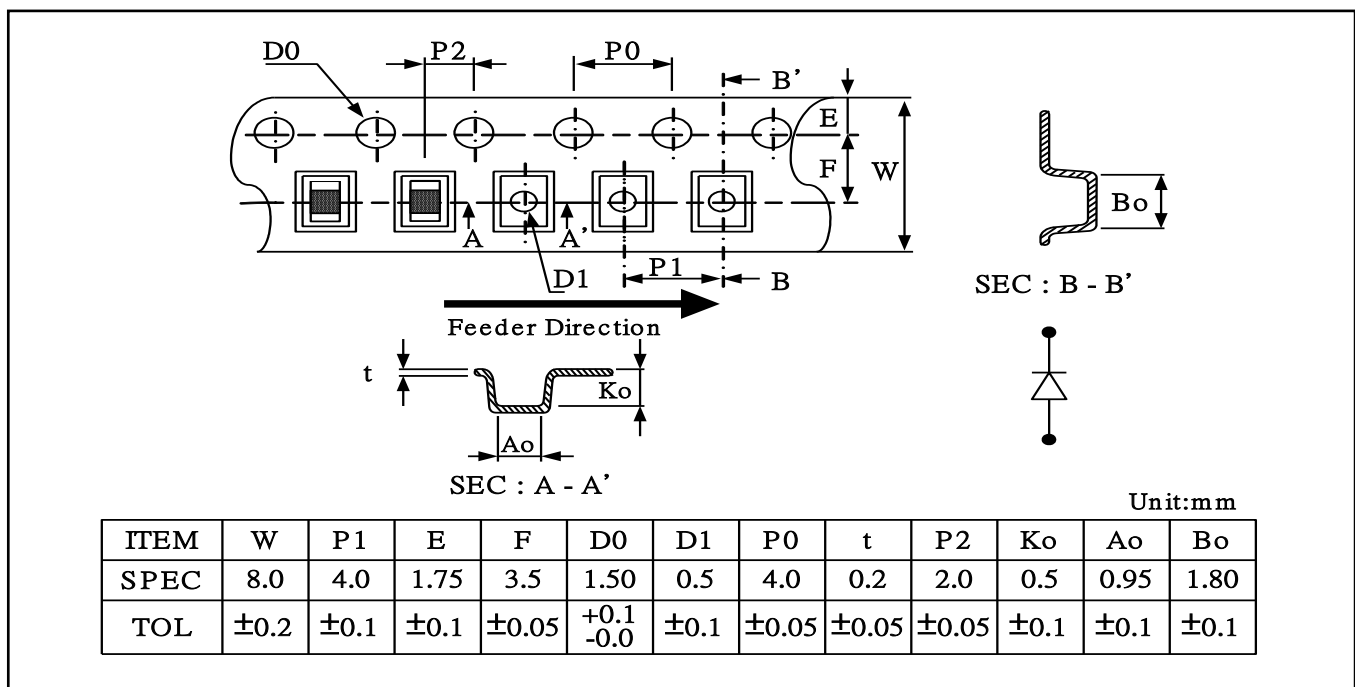 D0
P2
P0
B'
E
F
W
A
A'
D1
P1
B
Feeder Direction
t
Ko
Ao
SEC : A - A'
Bo
SEC : B - B'
Unit:mm
ITEM W P1 E F D0 D1 P0 t P2 Ko Ao Bo
SPEC 8.0 4.0 1.75 3.5 1.50 0.5 4.0 0.2 2.0 0.5 0.95 1.80
TOL ±0.2 ±0.1 ±0.1 ±0.05 +0.1 -0.0 ±0.1 ±0.05 ±0.05 ±0.05 ±0.1 ±0.1 ±0.1